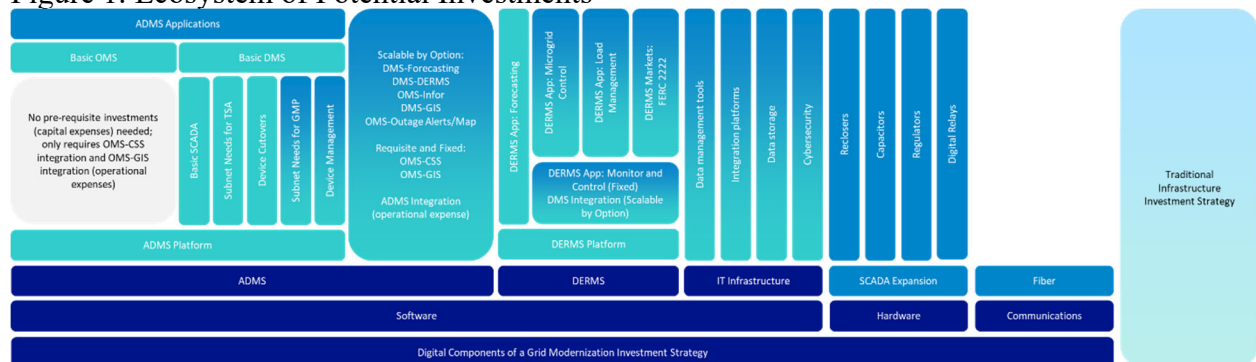 Figure 1: Ecosystem of Potential Investments
ADMS Applications
Basic OMS
Basic DMS
No pre-requisite investments
(capital expenses) needed;
only requires OMS-CSS
integration and OMS-GIS
integration (operational
expenses)
Basic SCADA
Subnet Needs for TSA
Device Cutovers
Subnet Needs for GMP
Device Management
ADMS Platform
Scalable by Option:
DMS-Forecasting
DMS-DERMS
OMS-Infor
DMS-GIS
OMS-Outage Alerts/Map
Requisite and Fixed:
OMS-CSS
OMS-GIS
ADMS Integration
(operational expense)
DERMS App: Forecasting
DERMS App: Microgrid
Control
DERMS App: Load
Management
DERMS Markets:
FERC 2222
DERMS App: Monitor and
Control (Fixed)
DMS Integration (Scalable
by Option)
DERMS Platform
Data management tools
Integration platforms
Data storage
Cybersecurity
Reclosers
Capacitors
Regulators
Digital Relays
Traditional
Infrastructure
Investment Strategy
ADMS
DERMS
IT Infrastructure
SCADA Expansion
Fiber
Software
Hardware
Communications
Digital Components of a Grid Modernization Investment Strategy